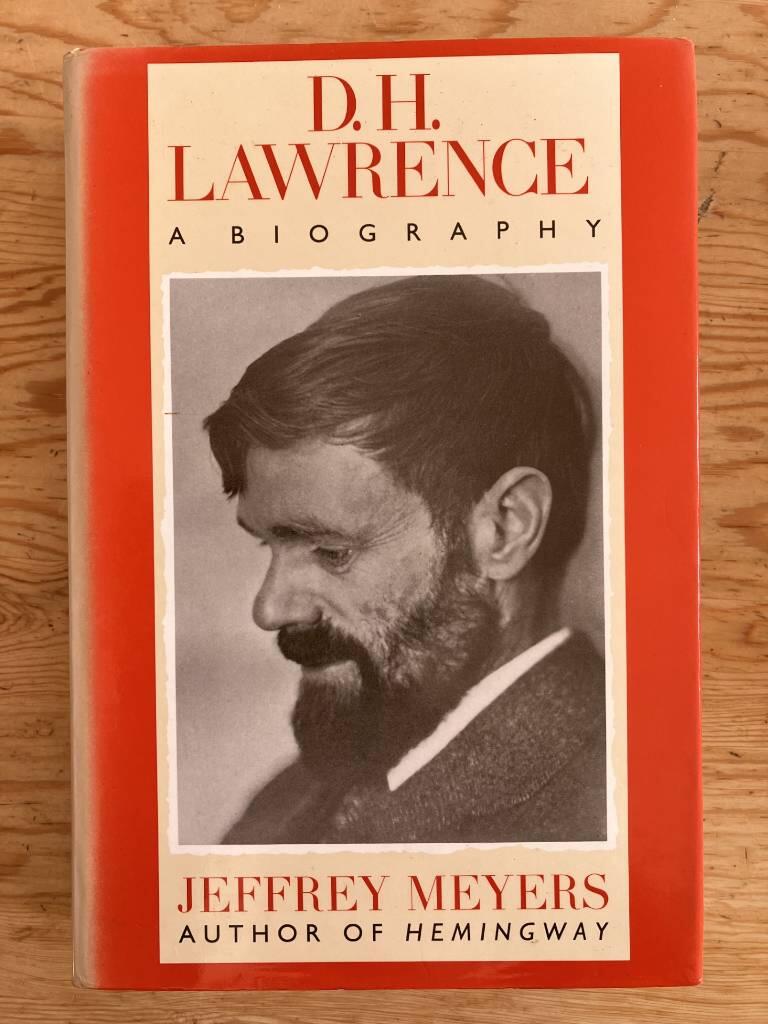 D.H.
LAWRENCE
A BIOGRAPHY
JEFFREY MEYERS
AUTHOR OF HEMINGWAY